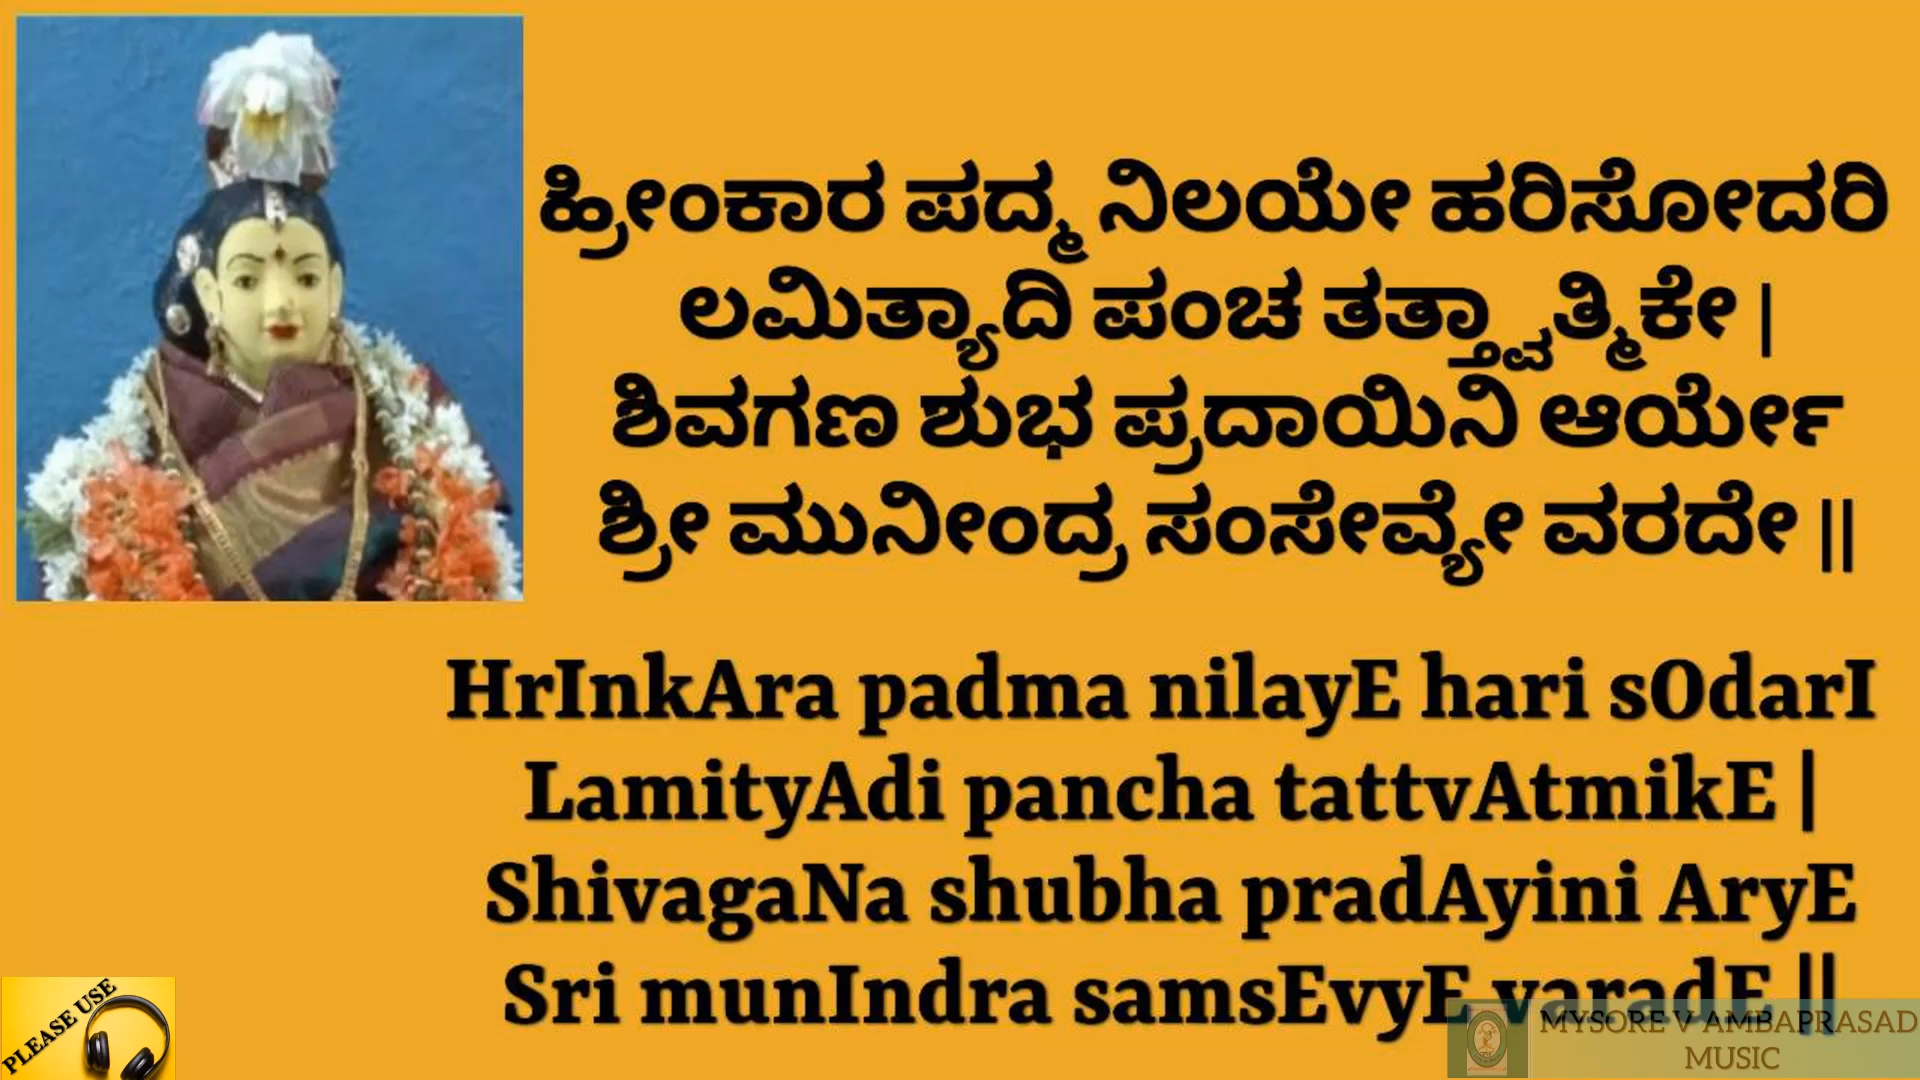 ಹ್ರೀಂಕಾರ ಪದ್ಮ ನಿಲಯೇ ಹರಿಸೋದರಿ
ಲಮಿತ್ಯಾದಿ ಪಂಚ ತತ್ತ್ವಾತ್ಮಿಕೇ |
ಶಿವಗಣ ಶುಭ ಪ್ರದಾಯಿನಿ ಆರ್ಯೇ
ಶ್ರೀ ಮುನೀಂದ್ರ ಸಂಸೇವ್ಯೇ ವರದೇ ||
HrInkAra padma nilayE hari sOdarI
LamityAdi pancha tattvAtmikE |
ShivagaNa shubha pradAyini AryE
Sri munIndra samsEvyE varadE ||
PLEASE USE
MYSORE V AMBAPRASAD
MUSIC